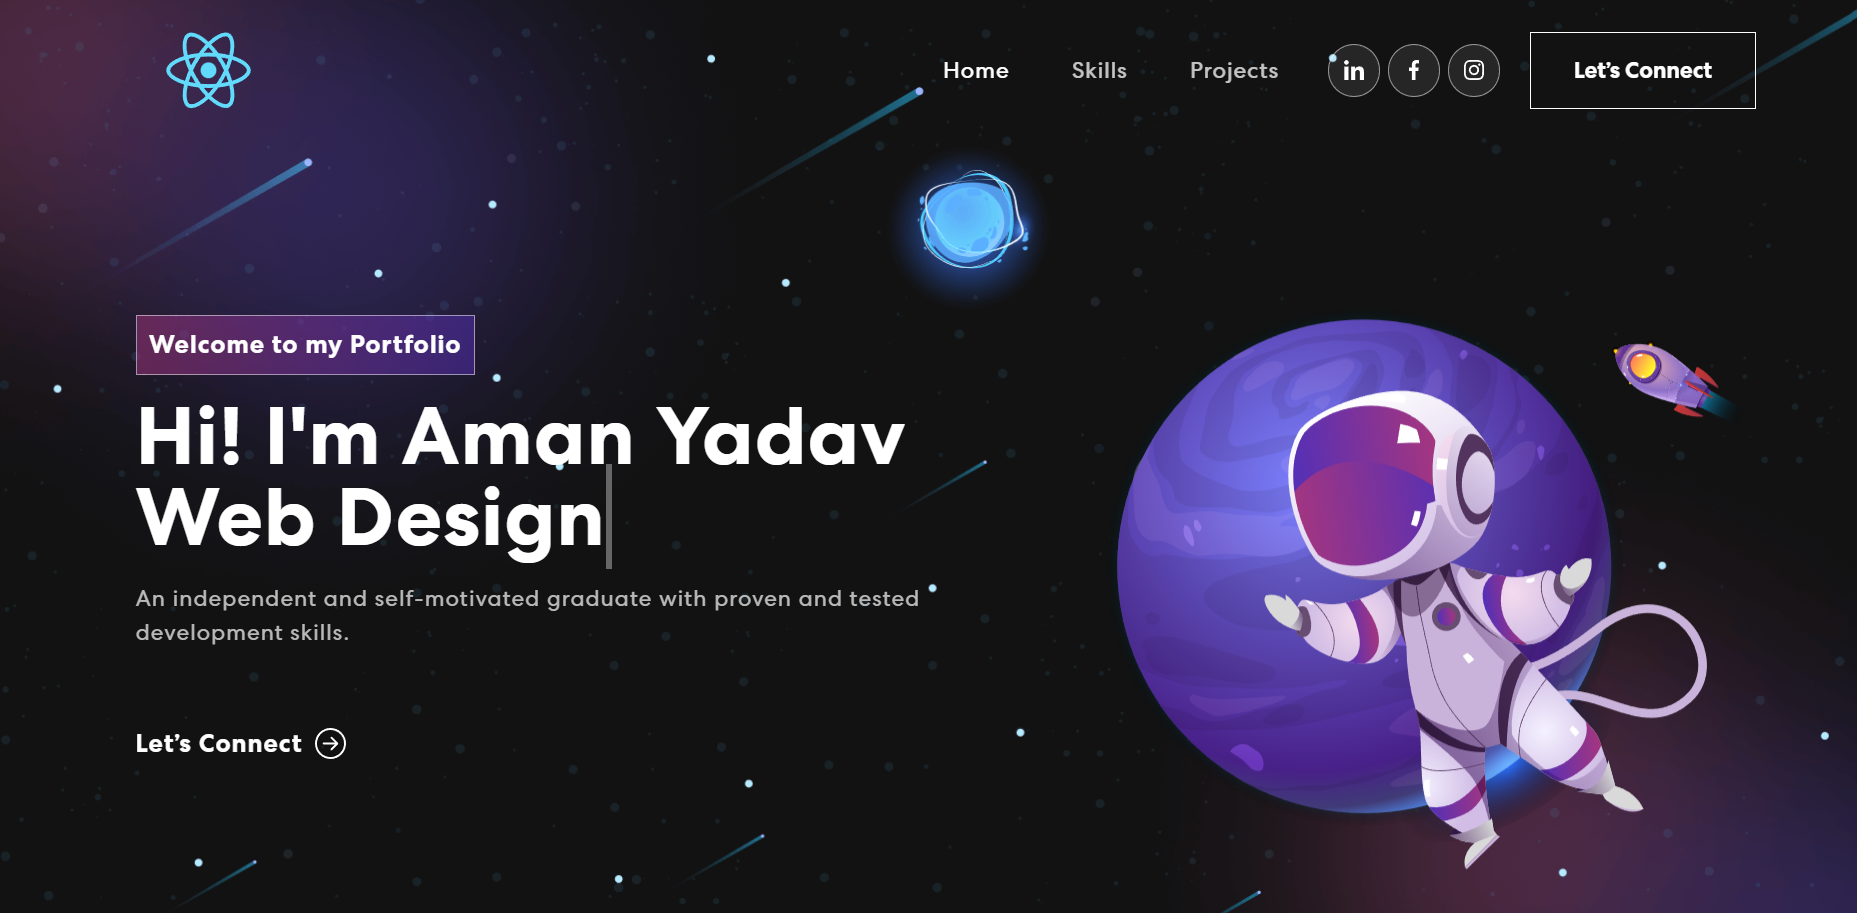 Home
Skills
Projects
in
f
Let's Connect
Welcome to my Portfolio
Hi! I'm Aman Yadav
Web Design
An independent and self-motivated graduate with proven and tested
development skills.
Let's Connect